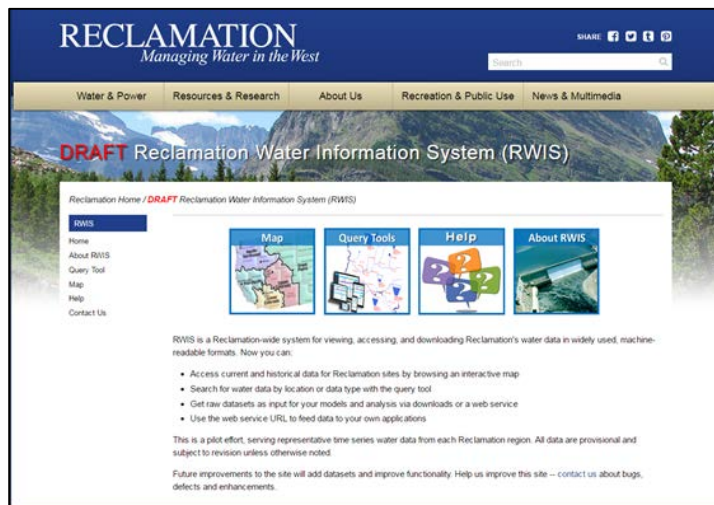 RECLAMATION
Managing Water in the West
SHARE
Search
Water & Power Resources & Research About Us Recreation & Public Use News & Multimedia
DRAFT Reclamation Water Information System (RWIS)
Reclamation Home / DRAFT Reclamation Water Information System (RWIS)
RWIS
Home
About RWIS
Query Tool
Map
Help
Contact Us
Map Query Tools Help About RWIS
RWIS is a Reclamation-wide system for viewing, accessing, and downloading Reclamation's water data in widely used, machine-
readable formats. Now you can:
• Access current and historical data for Reclamation sites by browsing an interactive map
• Search for water data by location or data type with the query tool
• Get raw datasets as input for your models and analysis via downloads or a web service
• Use the web service URL to feed data to your own applications
This is a pilot effort, serving representative time series water data from each Reclamation region. All data are provisional and
subject to revision unless otherwise noted.
Future improvements to the site will add datasets and improve functionality. Help us improve this site -- contact us about bugs,
defects and enhancements.